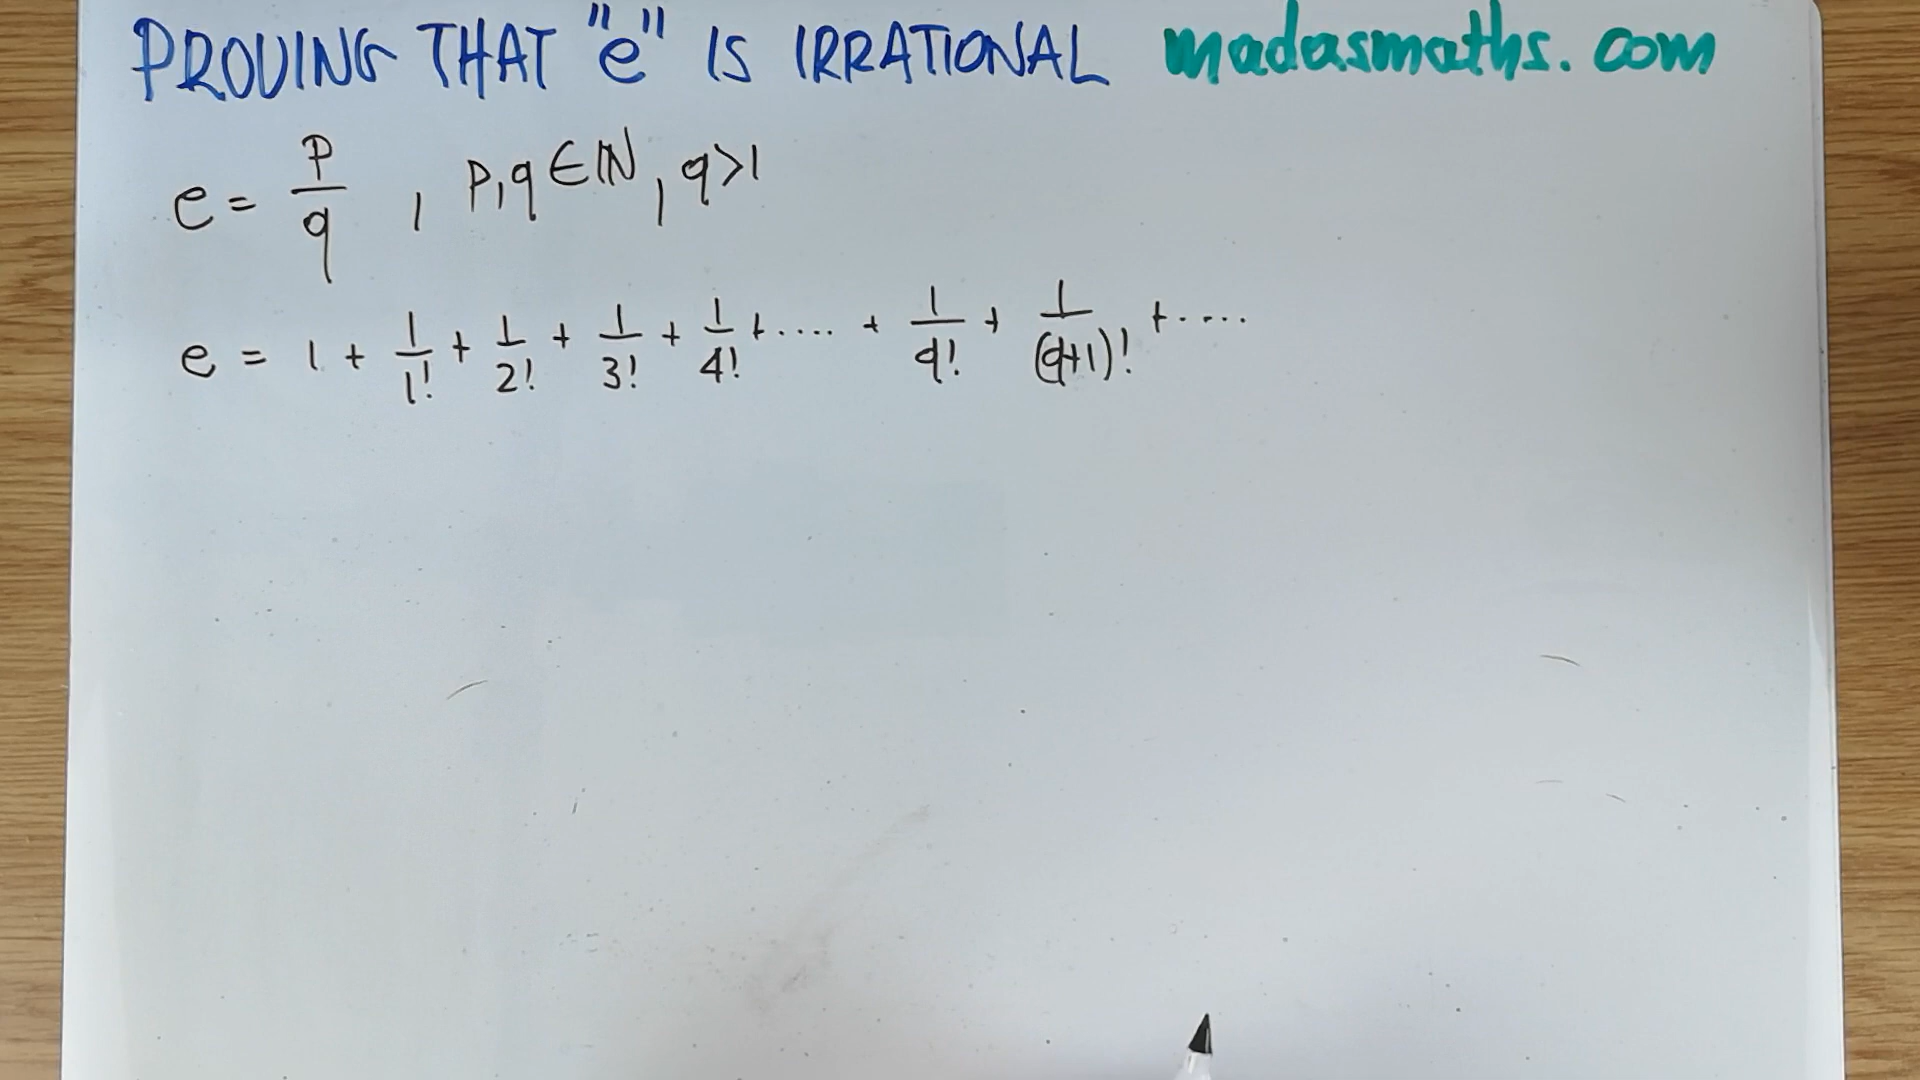 PROVING THAT "e" IS IRRATIONAL madasmaths.com
e = p/q , p,q ∈ ℕ, q>1
e = 1 + 1/1! + 1/2! + 1/3! + 1/4! + .... + 1/q! + 1/(q+1)! + ....